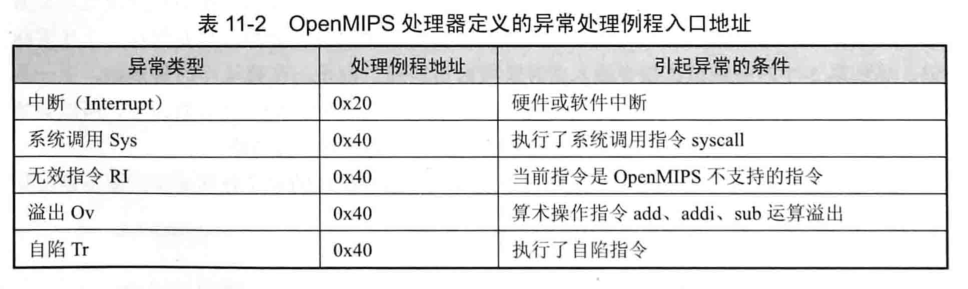 表 11-2 OpenMIPS 处理器定义的异常处理例程入口地址
异常类型 处理例程地址 引起异常的条件
中断（Interrupt） 0x20 硬件或软件中断
系统调用 Sys 0x40 执行了系统调用指令 syscall
无效指令 RI 0x40 当前指令是 OpenMIPS 不支持的指令
溢出 Ov 0x40 算术操作指令 add、addi、sub 运算溢出
自陷 Tr 0x40 执行了自陷指令